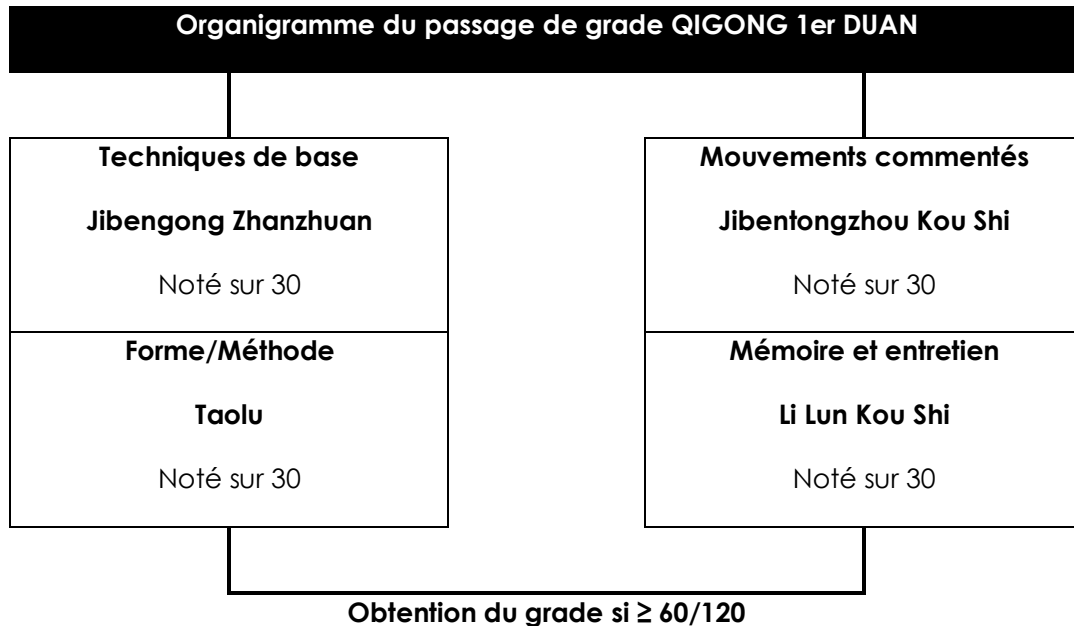 Organigramme du passage de grade QIGONG 1er DUAN
Techniques de base
Jibengong Zhanzhuan
Noté sur 30
Forme/Méthode
Taolu
Noté sur 30
Mouvements commentés
Jibentongzhou Kou Shi
Noté sur 30
Mémoire et entretien
Li Lun Kou Shi
Noté sur 30
Obtention du grade si ≥ 60/120